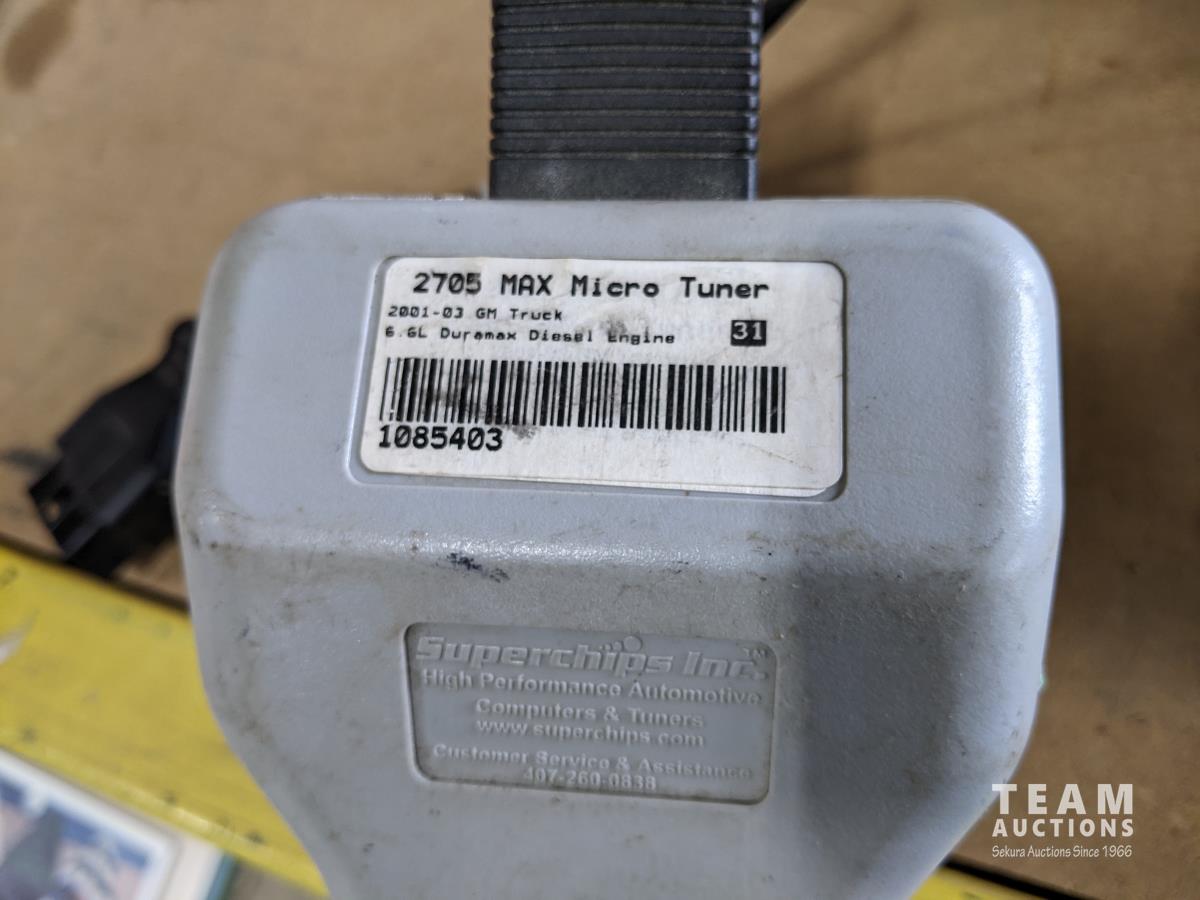 2705 MAX Micro Tuner
2001-03 GM Truck
6.6L Duramax Diesel Engine 31
1085403
Superchips Inc.™
High Performance Automotive
Computers & Tuners
www.superchips.com
Customer Service & Assistance
407-260-0838
TEAM
AUCTIONS
Sekura Auctions Since 1966